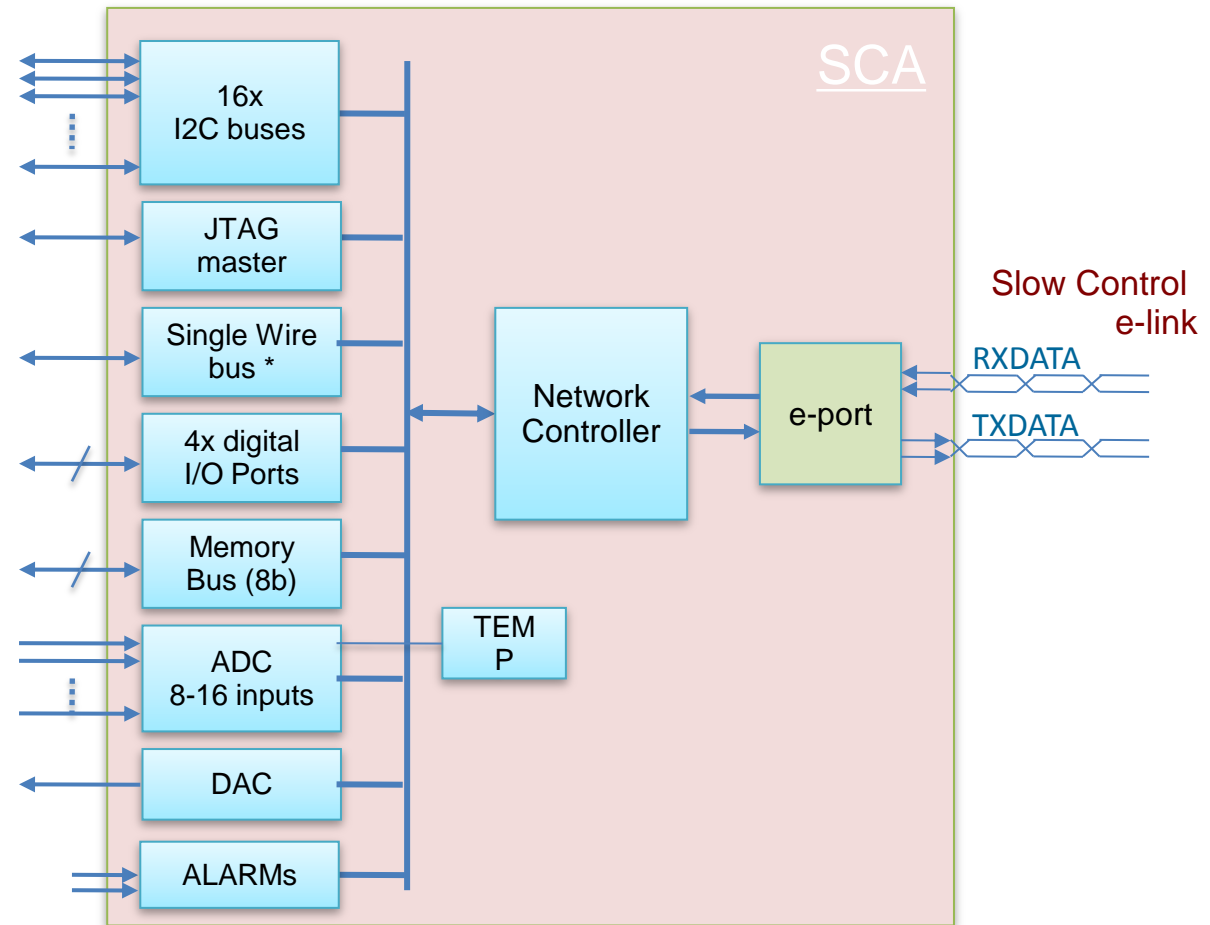 SCA
16x
I2C buses
JTAG
master
Single Wire
bus *
4x digital
I/O Ports
Memory
Bus (8b)
ADC
8-16 inputs
DAC
ALARMs
TEM
P
Network
Controller
e-port
Slow Control
e-link
RXDATA
TXDATA